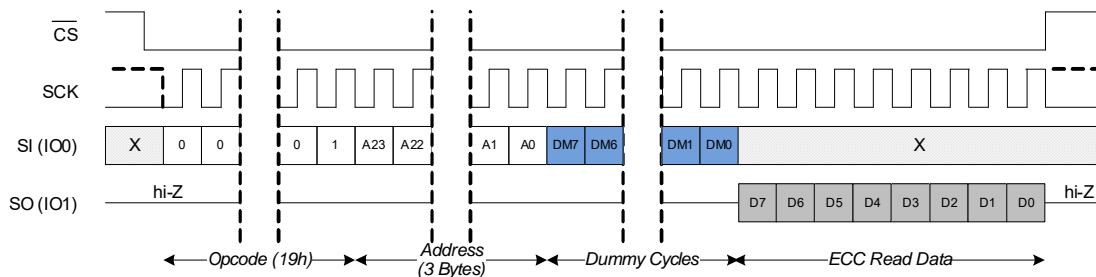 CS
SCK
SI (IO0) X 0 0 0 1 A23 A22 A1 A0 DM7 DM6 DM1 DM0 X
hi-Z hi-Z
SO (IO1) D7 D6 D5 D4 D3 D2 D1 D0
Opcode (19h) Address (3 Bytes) Dummy Cycles ECC Read Data